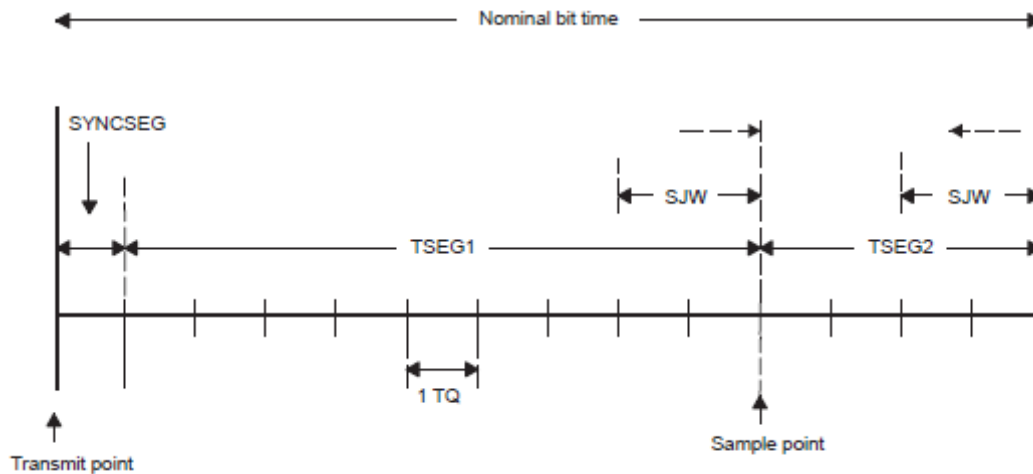 Nominal bit time
SYNCSEG
SJW
SJW
TSEG1
TSEG2
1 TQ
Transmit point
Sample point